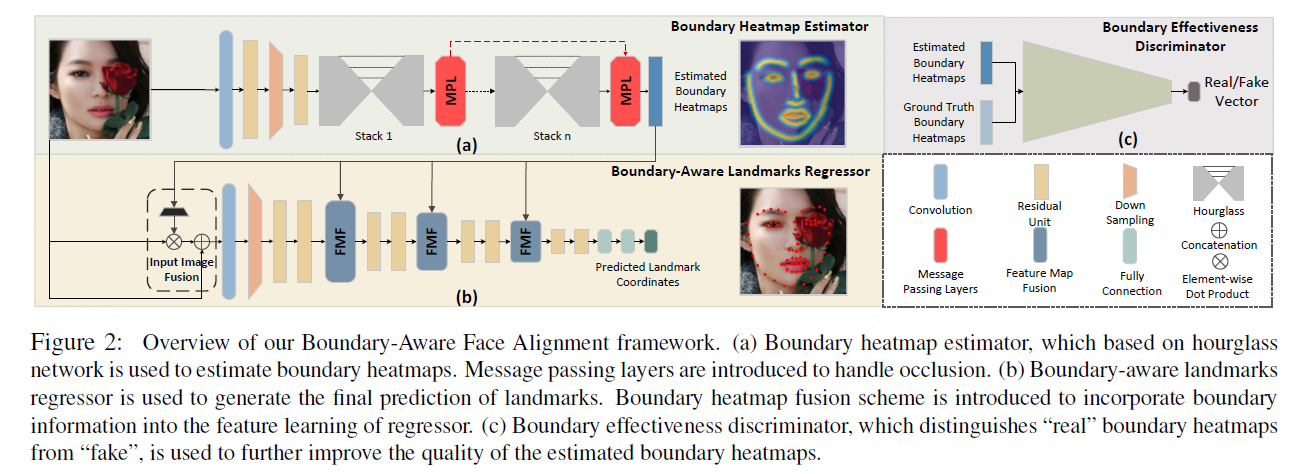 Boundary Heatmap Estimator
MPL
MPL
Stack 1
Stack n
Estimated
Boundary
Heatmaps
(a)
Boundary Effectiveness
Discriminator
Estimated
Boundary
Heatmaps
Ground Truth
Boundary
Heatmaps
Real/Fake
Vector
(c)
Boundary-Aware Landmarks Regressor
Input Image
Fusion
FMF
FMF
FMF
Predicted Landmark
Coordinates
(b)
Convolution
Residual
Unit
Down
Sampling
Hourglass
Concatenation
Message
Passing Layers
Feature Map
Fusion
Fully
Connection
Element-wise
Dot Product
Figure 2: Overview of our Boundary-Aware Face Alignment framework. (a) Boundary heatmap estimator, which based on hourglass
network is used to estimate boundary heatmaps. Message passing layers are introduced to handle occlusion. (b) Boundary-aware landmarks
regressor is used to generate the final prediction of landmarks. Boundary heatmap fusion scheme is introduced to incorporate boundary
information into the feature learning of regressor. (c) Boundary effectiveness discriminator, which distinguishes “real” boundary heatmaps
from “fake”, is used to further improve the quality of the estimated boundary heatmaps.